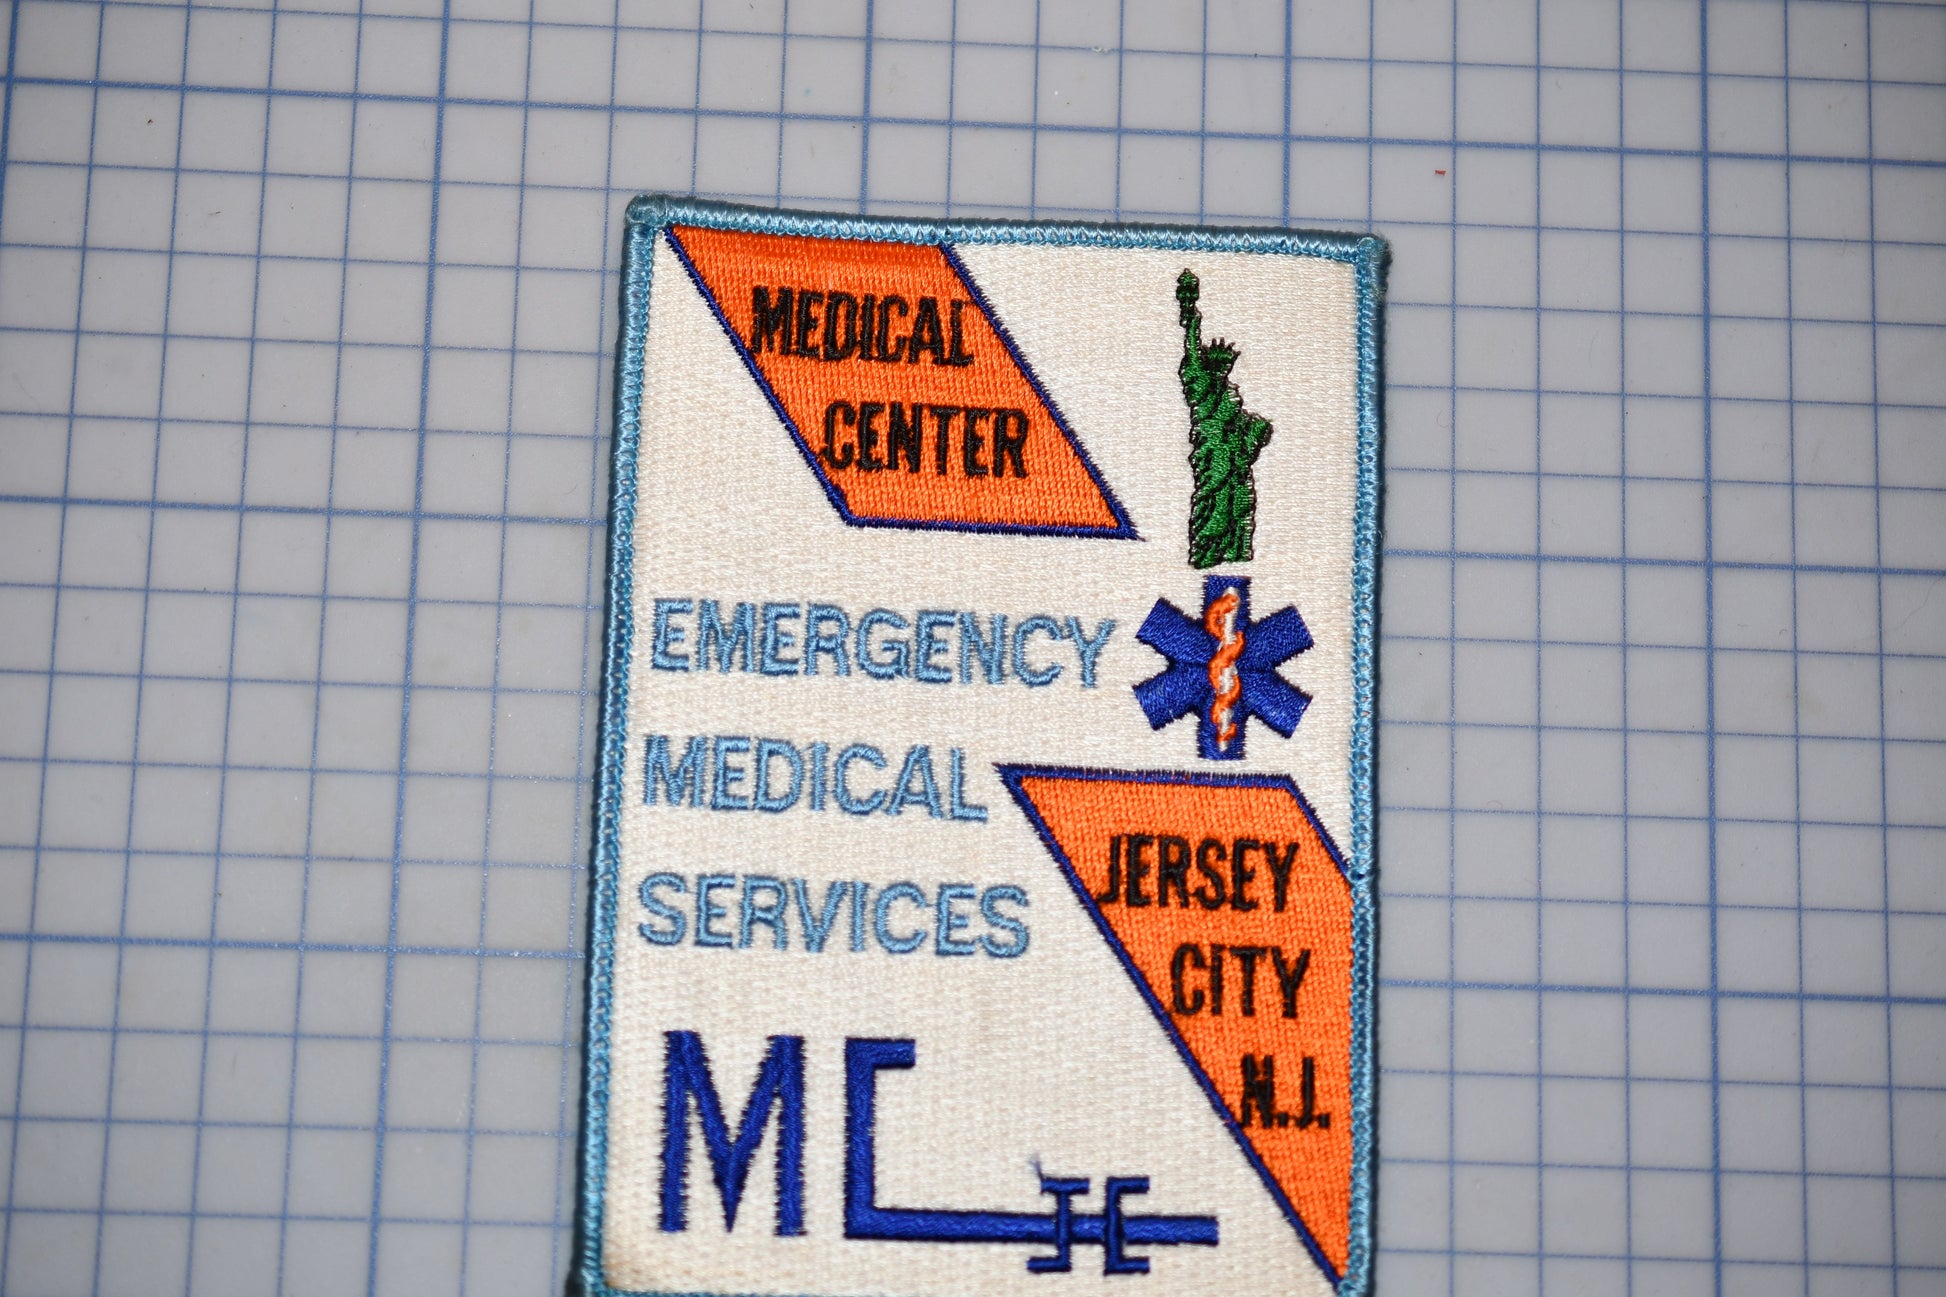 MEDICAL
CENTER
EMERGENCY
MEDICAL
SERVICES
JERSEY
CITY
N.J.
MC